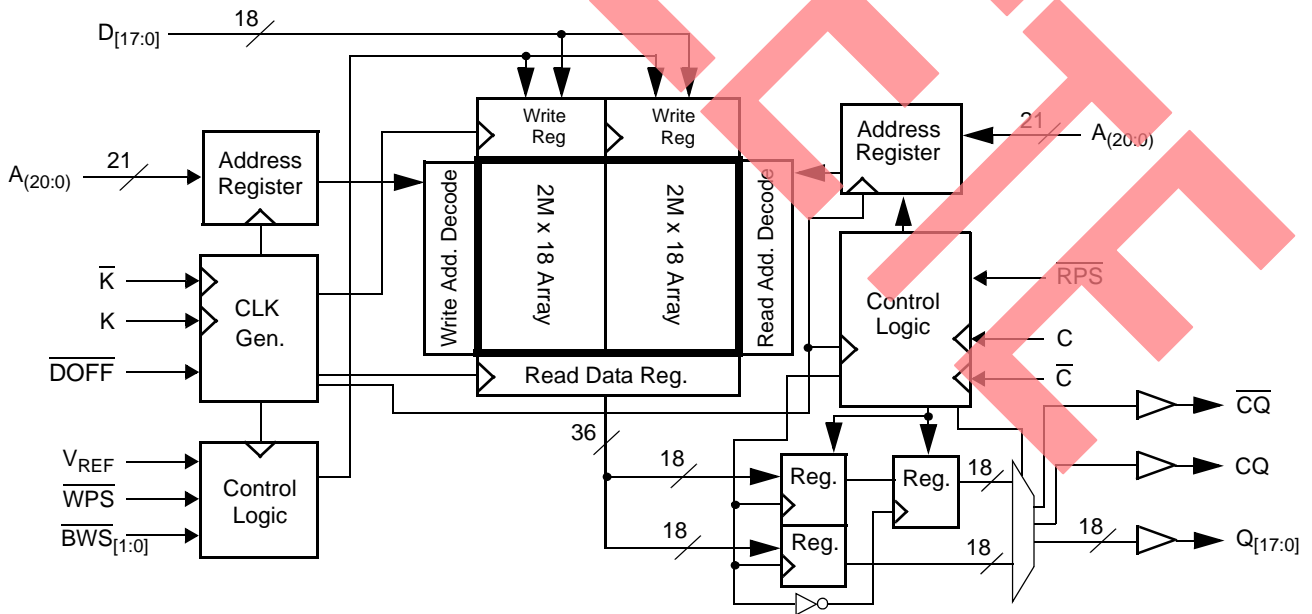 D[17:0]
18
Write
Reg
Write
Reg
A(20:0)
21
Address
Register
Write Add. Decode
2M x 18 Array
2M x 18 Array
Read Add. Decode
Address
Register
21
A(20:0)
K
K
DOFF
CLK
Gen.
Read Data Reg.
Control
Logic
RPS
C
C
VREF
WPS
BWS[1:0]
Control
Logic
36
18
Reg.
Reg.
18
18
Reg.
18
CQ
CQ
18
Q[17:0]